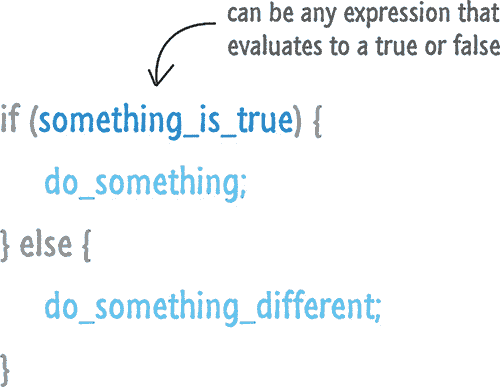 can be any expression that
evaluates to a true or false
if (something_is_true) {
do_something;
} else {
do_something_different;
}